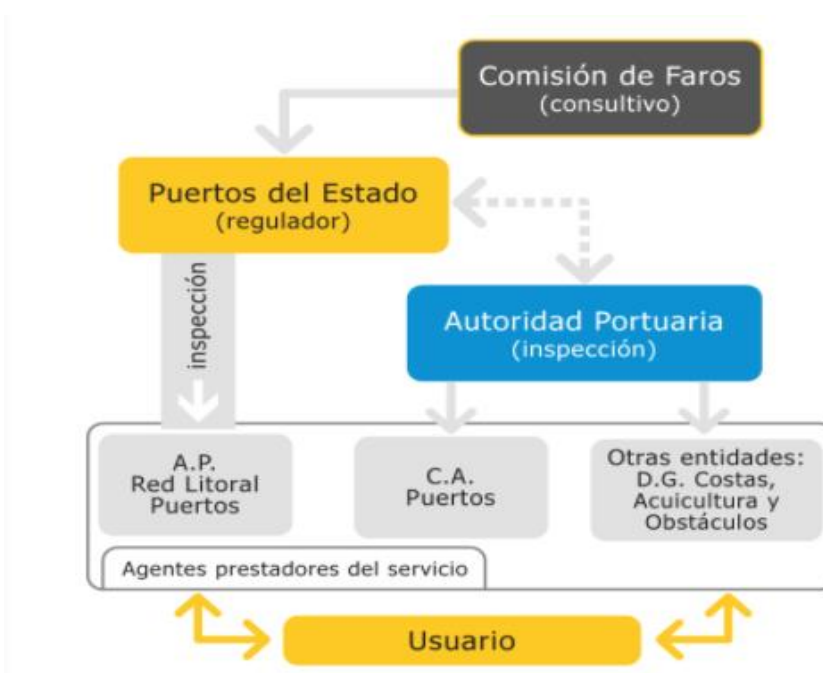 Comisión de Faros
(consultivo)
Puertos del Estado
(regulador)
inspección
Autoridad Portuaria
(inspección)
A.P.
Red Litoral
Puertos
C.A.
Puertos
Otras entidades:
D.G. Costas,
Acuicultura y
Obstáculos
Agentes prestadores del servicio
Usuario